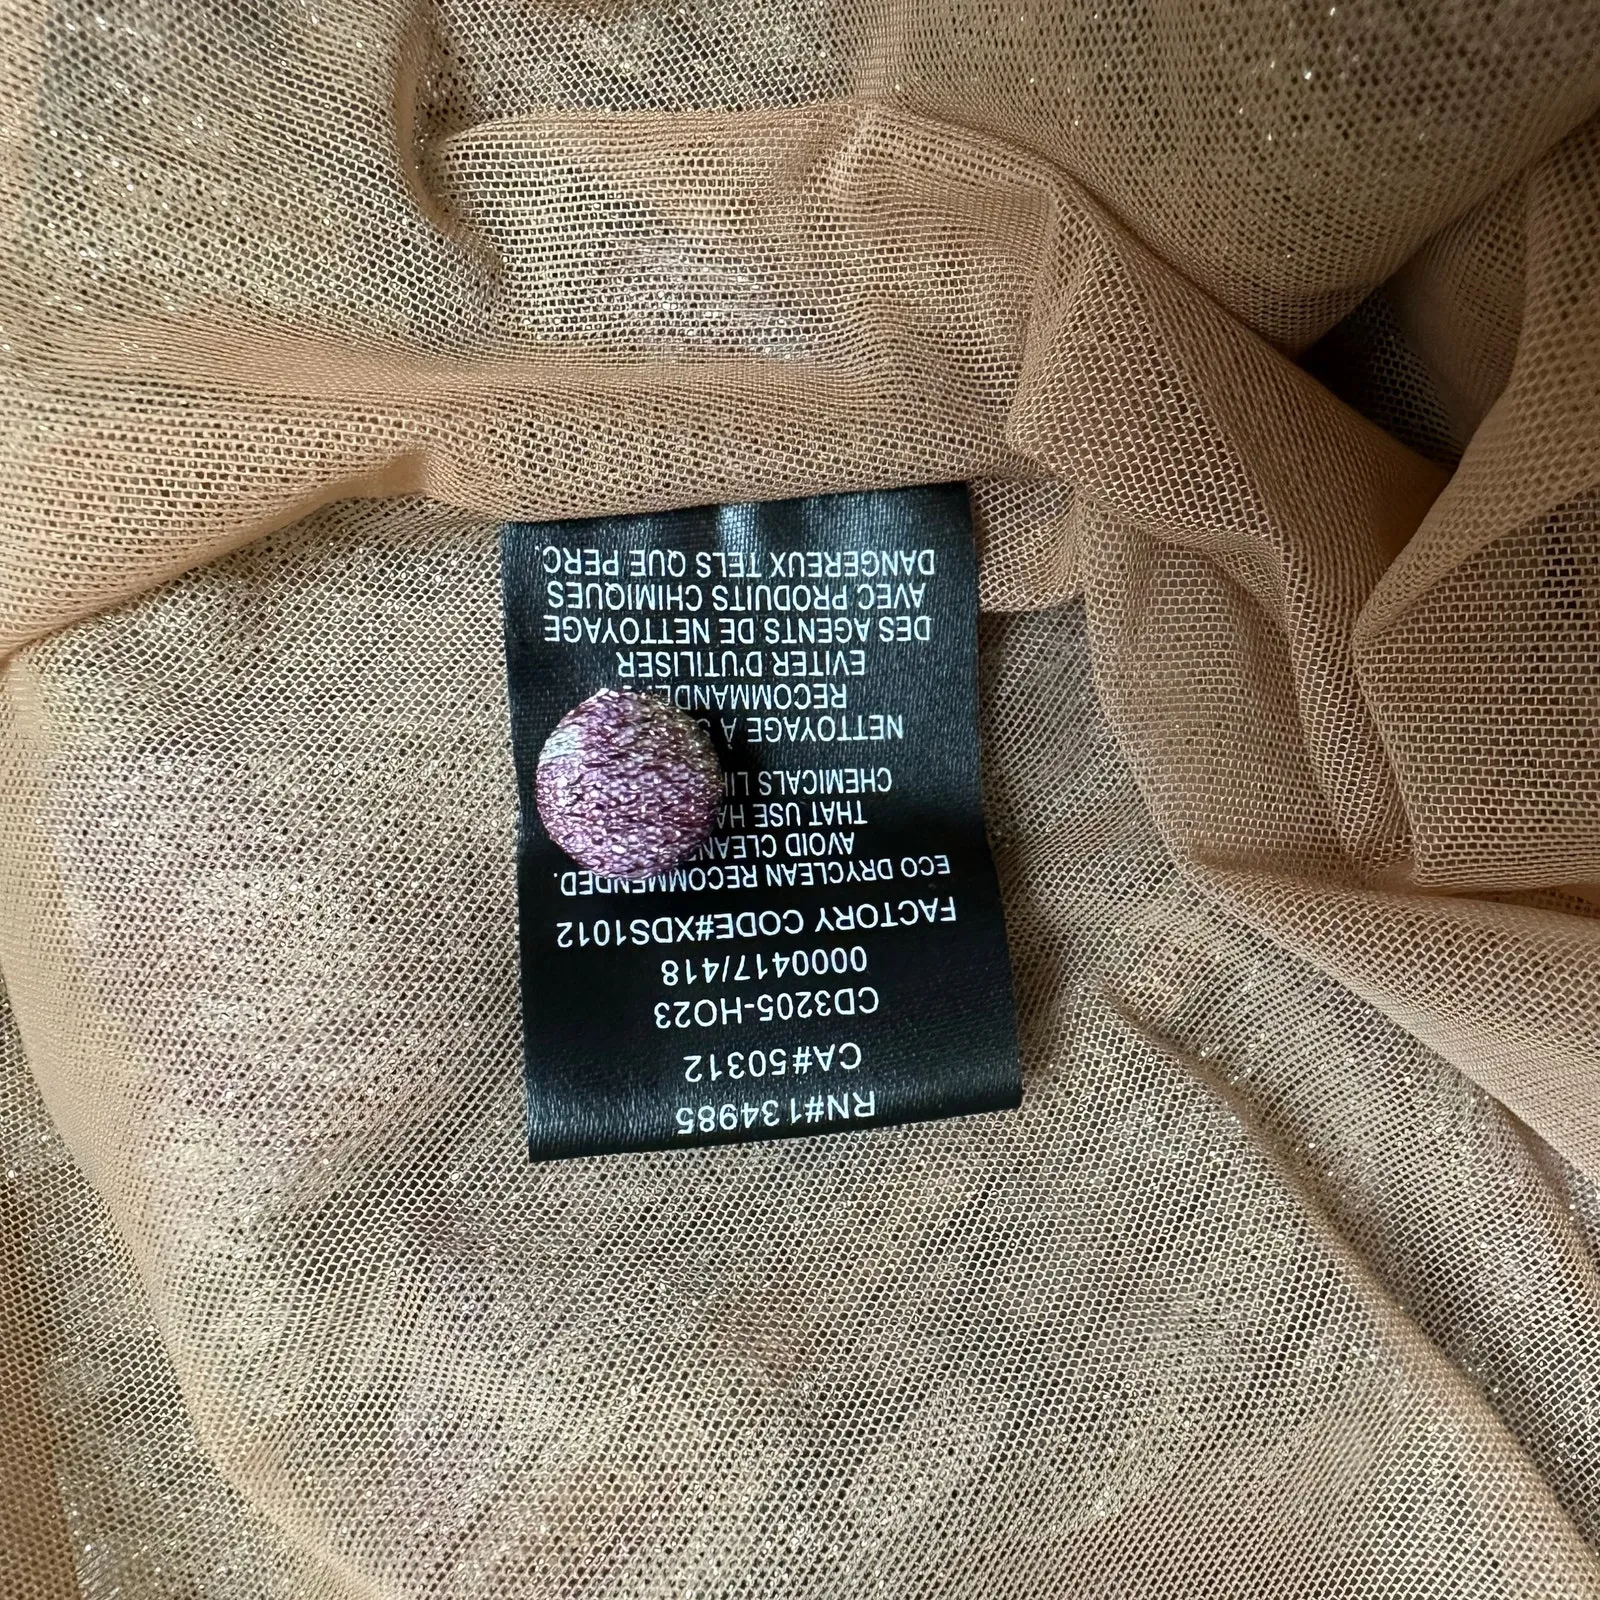 RN#134985
CA#50312
CD3205-HO23
0000417/418
FACTORY CODE#XDS1012
ECO DRYCLEAN RECOMMENDED.
AVOID
THAT USE
CHEMICALS
NETTOYAGE À
EVITER D'UTILISER
DES AGENTS DE NETTOYAGE
AVEC PRODUITS CHIMIQUES
DANGEREUX TELS QUE PERC.